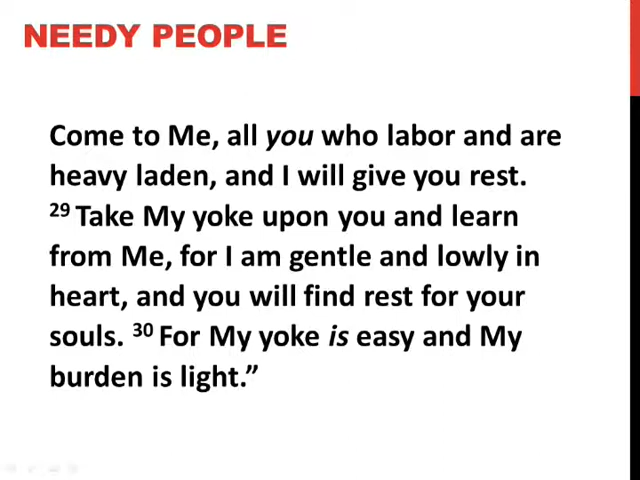 NEEDY PEOPLE
Come to Me, all you who labor and are
heavy laden, and I will give you rest.
29 Take My yoke upon you and learn
from Me, for I am gentle and lowly in
heart, and you will find rest for your
souls. 30 For My yoke is easy and My
burden is light.”